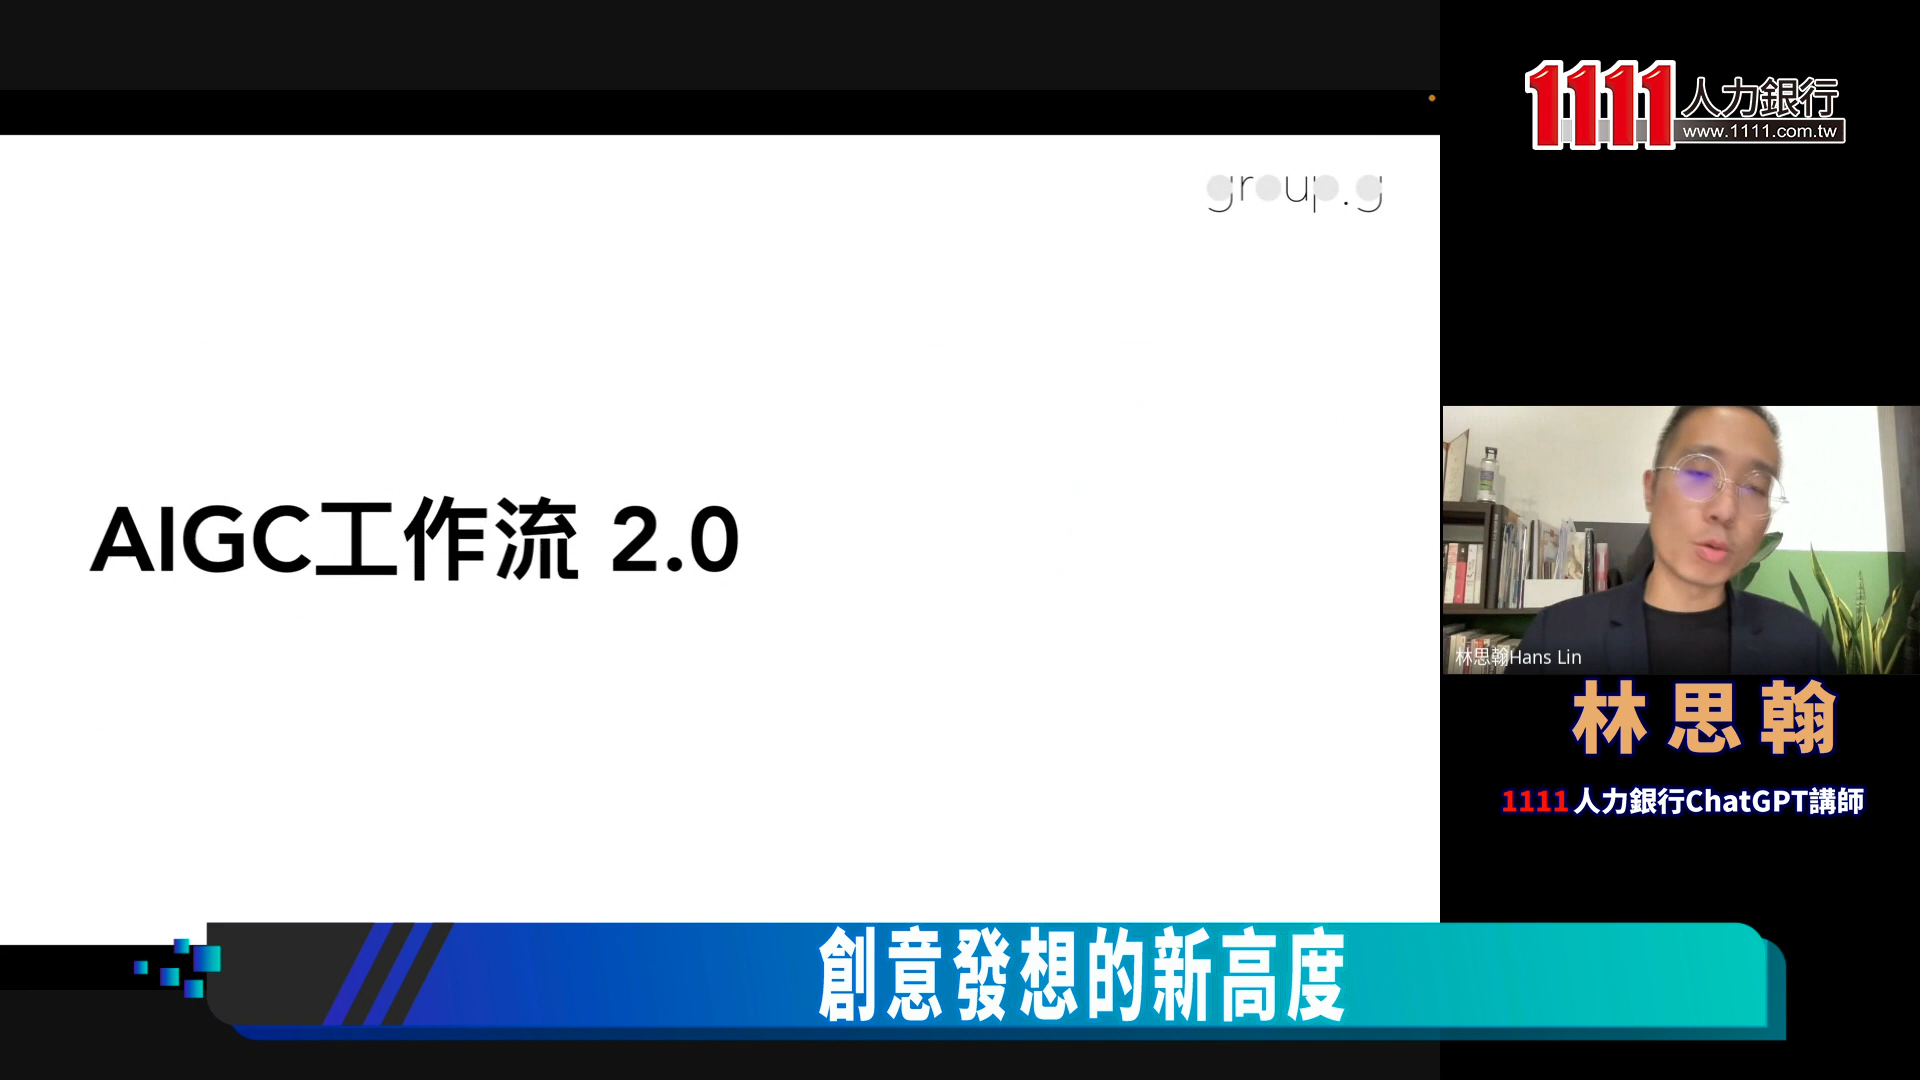 1111人力銀行
www.1111.com.tw
group.g
AIGC工作流 2.0
林思翰Hans Lin
林思翰
1111人力銀行ChatGPT講師
創意發想的新高度